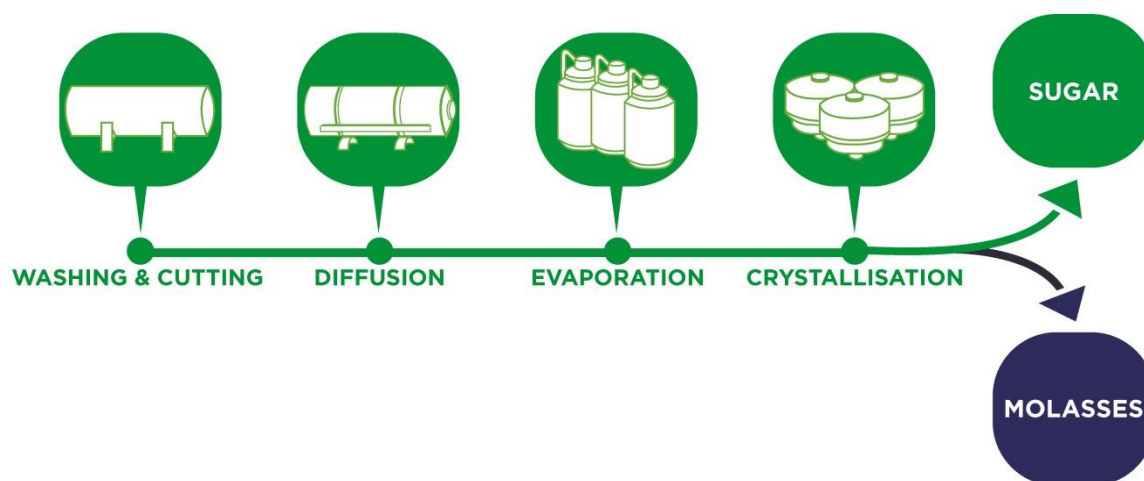 SUGAR
WASHING & CUTTING
DIFFUSION
EVAPORATION
CRYSTALLISATION
MOLASSES